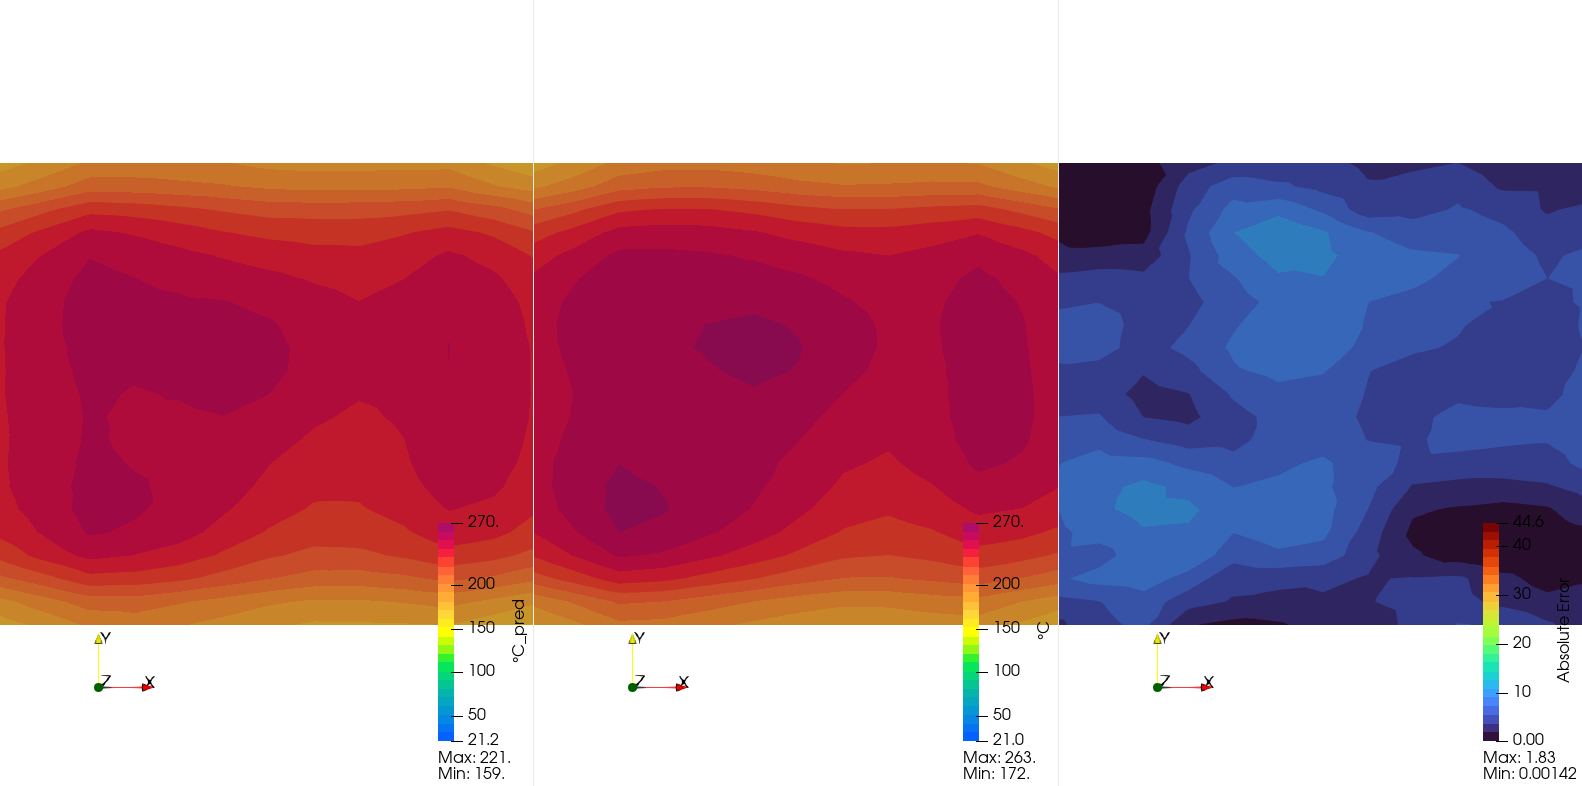 270.
200
150
100
50
21.2
°C_pred
Max: 221.
Min: 159.
Y
Z
X
270.
200
150
100
50
21.0
°C
Max: 263.
Min: 172.
Y
Z
X
44.6
40
30
20
10
0.00
Absolute Error
Max: 1.83
Min: 0.00142
Y
Z
X